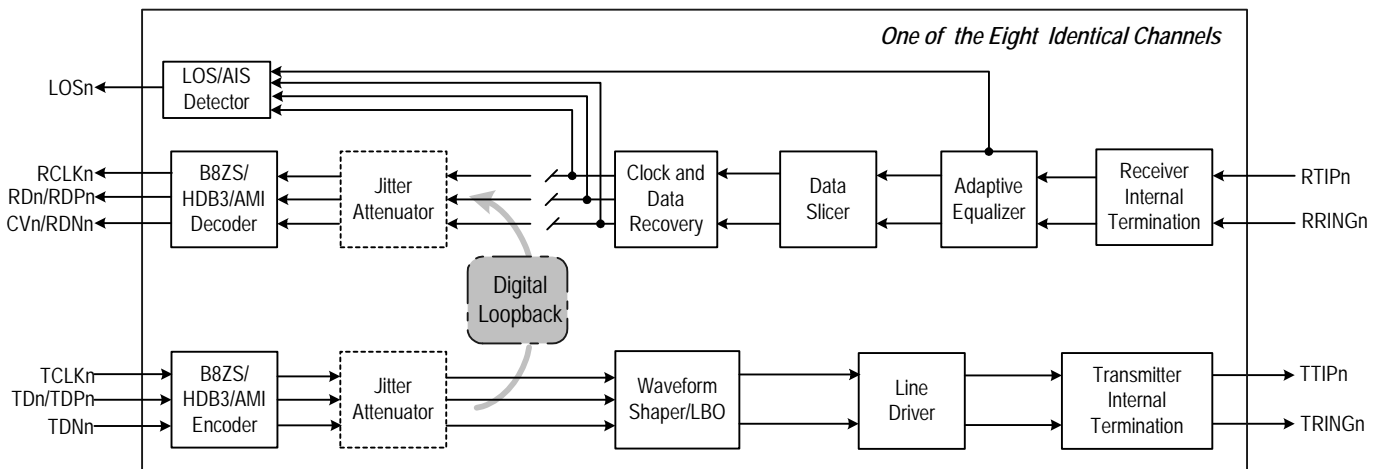 One of the Eight Identical Channels
LOSn
LOS/AIS
Detector
RCLKn
RDn/RDPn
CVn/RDNn
B8ZS/
HDB3/AMI
Decoder
Jitter
Attenuator
Clock and
Data
Recovery
Data
Slicer
Adaptive
Equalizer
Receiver
Internal
Termination
RTIPn
RRINGn
Digital
Loopback
TCLKn
TDn/TDPn
TDNn
B8ZS/
HDB3/AMI
Encoder
Jitter
Attenuator
Waveform
Shaper/LBO
Line
Driver
Transmitter
Internal
Termination
TTIPn
TRINGn